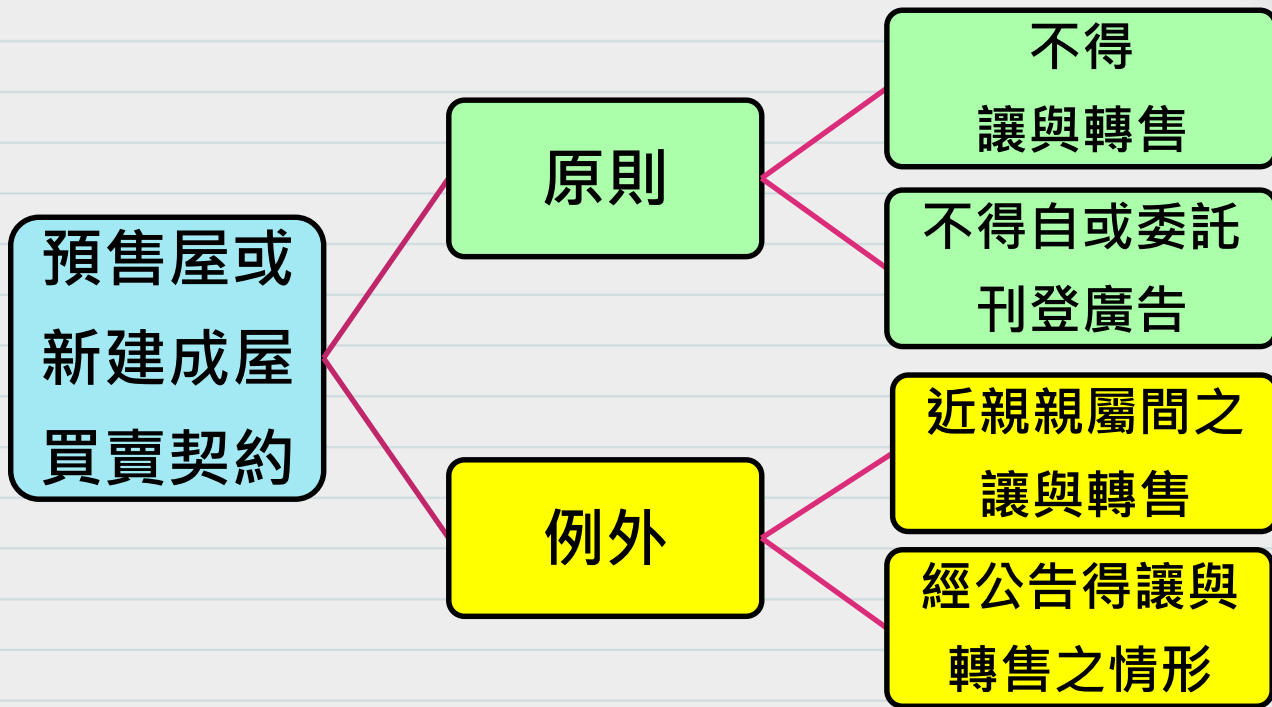 預售屋或
新建成屋
買賣契約
原則
不得
讓與轉售
不得自或委託
刊登廣告
例外
近親親屬間之
讓與轉售
經公告得讓與
轉售之情形